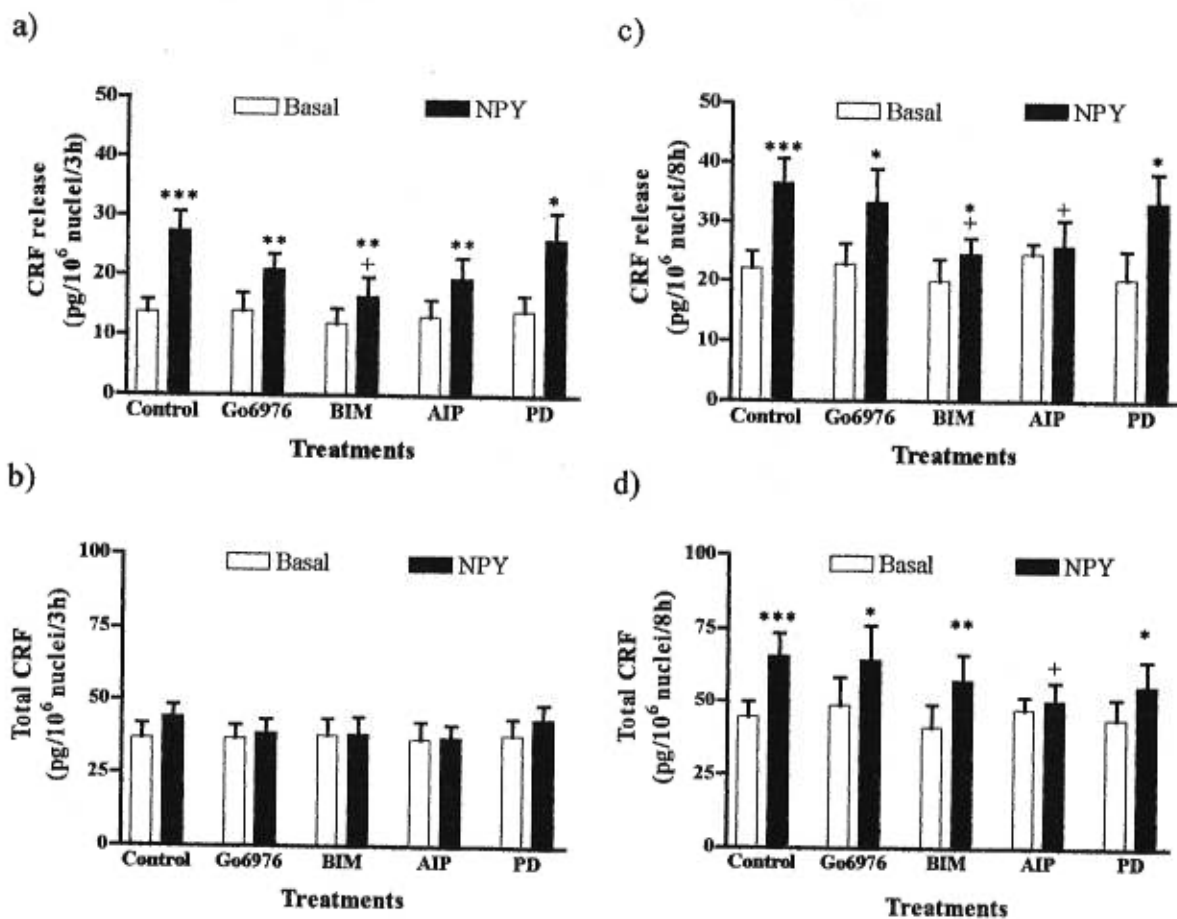 a)
Basal NPY
50
40
30
20
10
0
CRF release
(pg/10⁶ nuclei/3h)
***
**
**
+
**
*
Control Go6976 BIM AIP PD
Treatments
c)
Basal NPY
50
40
30
20
10
0
CRF release
(pg/10⁶ nuclei/8h)
***
*
*
+
+
*
Control Go6976 BIM AIP PD
Treatments
b)
Basal NPY
100
75
50
25
0
Total CRF
(pg/10⁶ nuclei/3h)
Control Go6976 BIM AIP PD
Treatments
d)
Basal NPY
100
75
50
25
0
Total CRF
(pg/10⁶ nuclei/8h)
***
*
**
+
*
Control Go6976 BIM AIP PD
Treatments